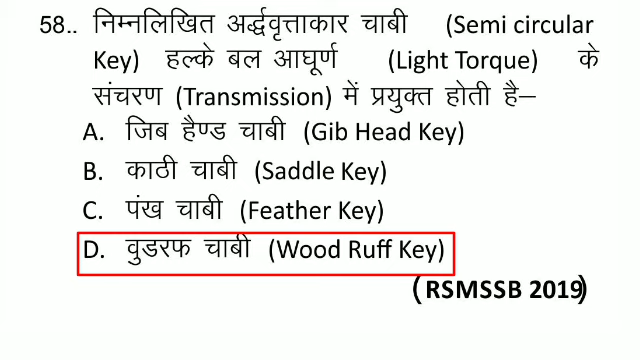 58.. निम्नलिखित अर्द्धवृत्ताकार चाबी (Semi circular
Key) हल्के बल आघूर्ण (Light Torque) के
संचरण (Transmission) में प्रयुक्त होती है–
A. जिब हैण्ड चाबी (Gib Head Key)
B. काठी चाबी (Saddle Key)
C. पंख चाबी (Feather Key)
D. वुडरफ चाबी (Wood Ruff Key)
(RSMSSB 2019)